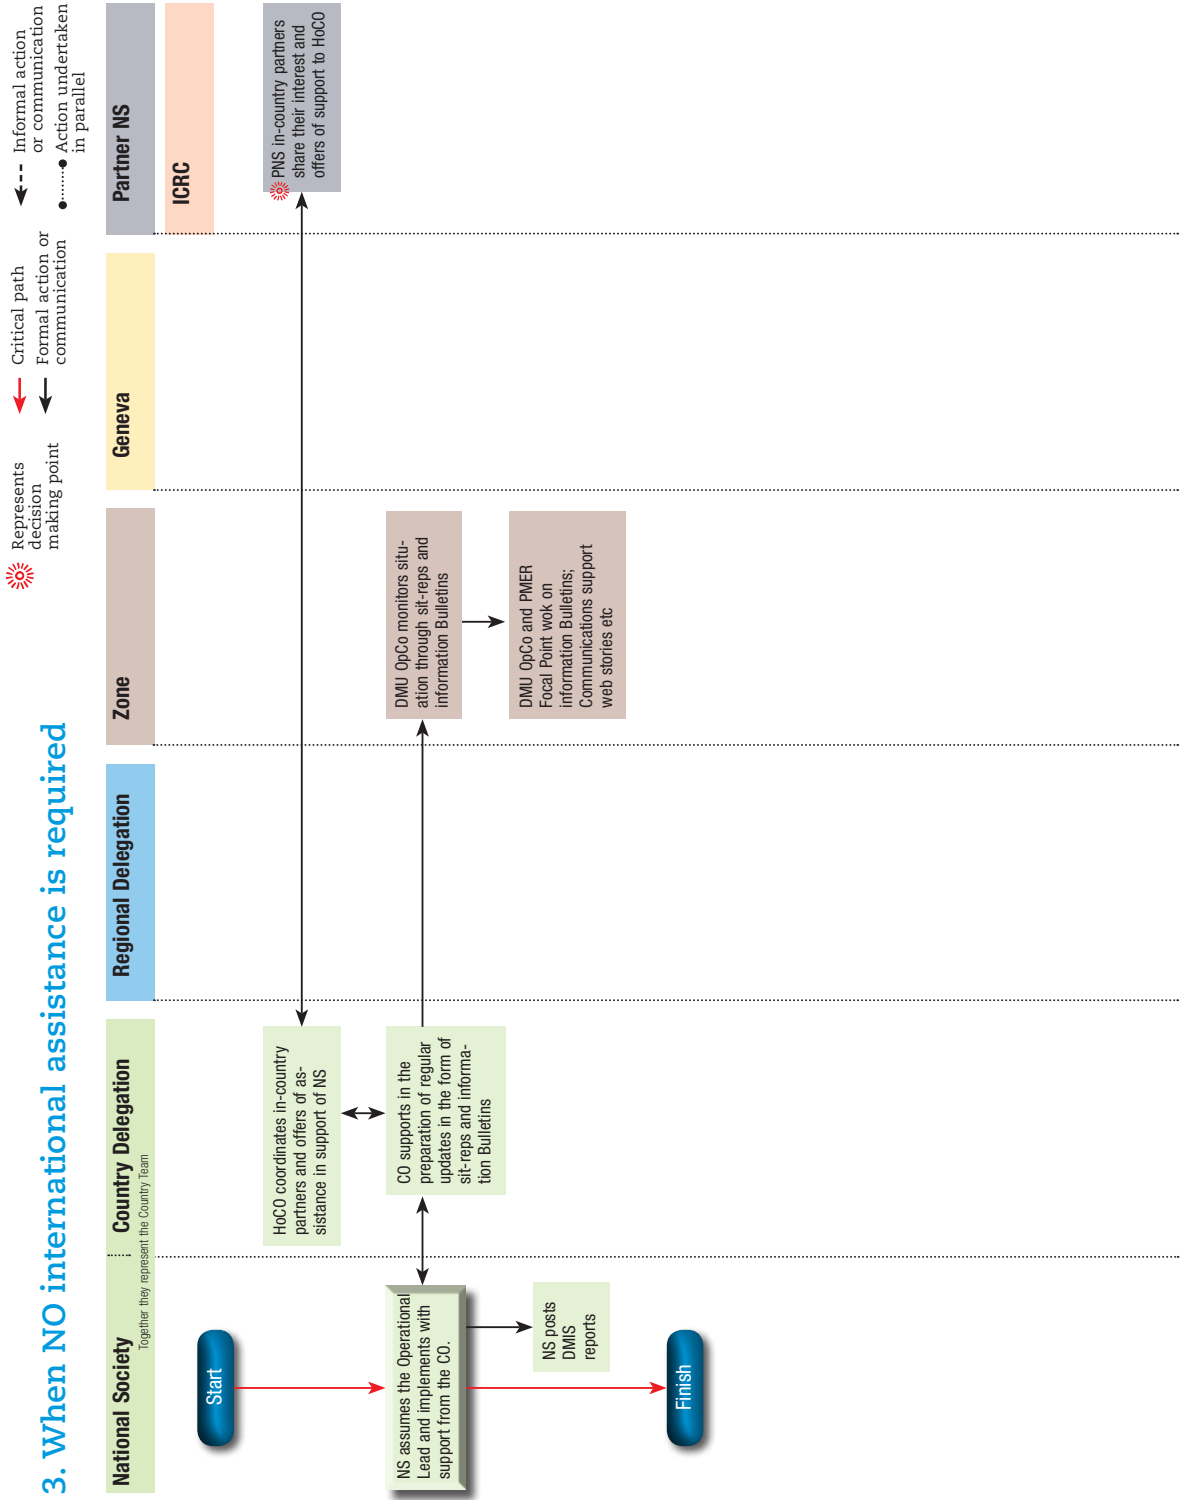 3. When NO international assistance is required
Represents
decision
making point
Critical path
Formal action or
communication
Informal action
or communication
Action undertaken
in parallel
National Society
Country Delegation
Together they represent the Country Team
Regional Delegation
Zone
Geneva
Partner NS
ICRC
Start
HoCO coordinates in-country
partners and offers of as-
sistance in support of NS
PNS in-country partners
share their interest and
offers of support to HoCO
NS assumes the Operational
Lead and implements with
support from the CO.
CO supports in the
preparation of regular
updates in the form of
sit-reps and informa-
tion Bulletins
DMU OpCo monitors situ-
ation through sit-reps and
information Bulletins
NS posts
DMIS
reports
DMU OpCo and PMER
Focal Point wok on
information Bulletins;
Communications support
web stories etc
Finish